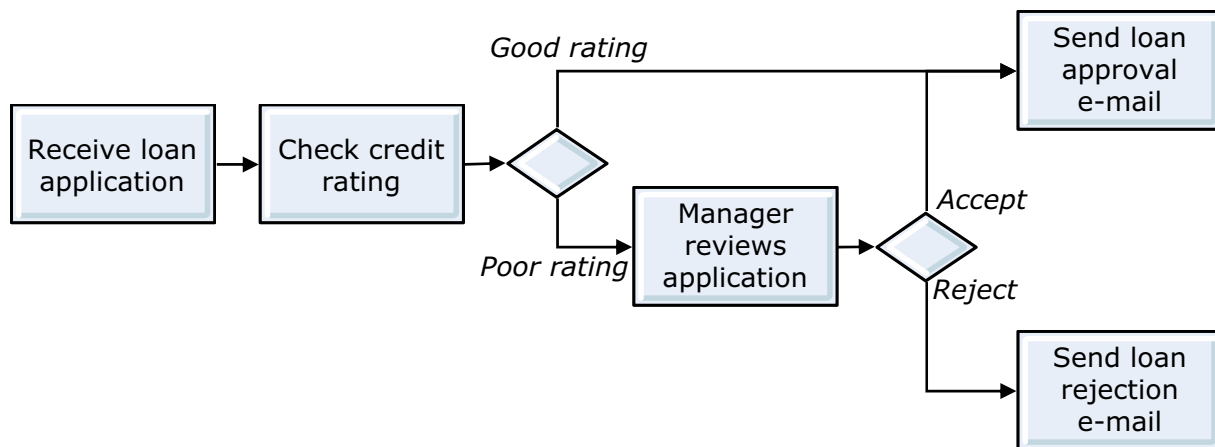 Receive loan
application
Check credit
rating
Good rating
Poor rating
Manager
reviews
application
Accept
Reject
Send loan
approval
e-mail
Send loan
rejection
e-mail